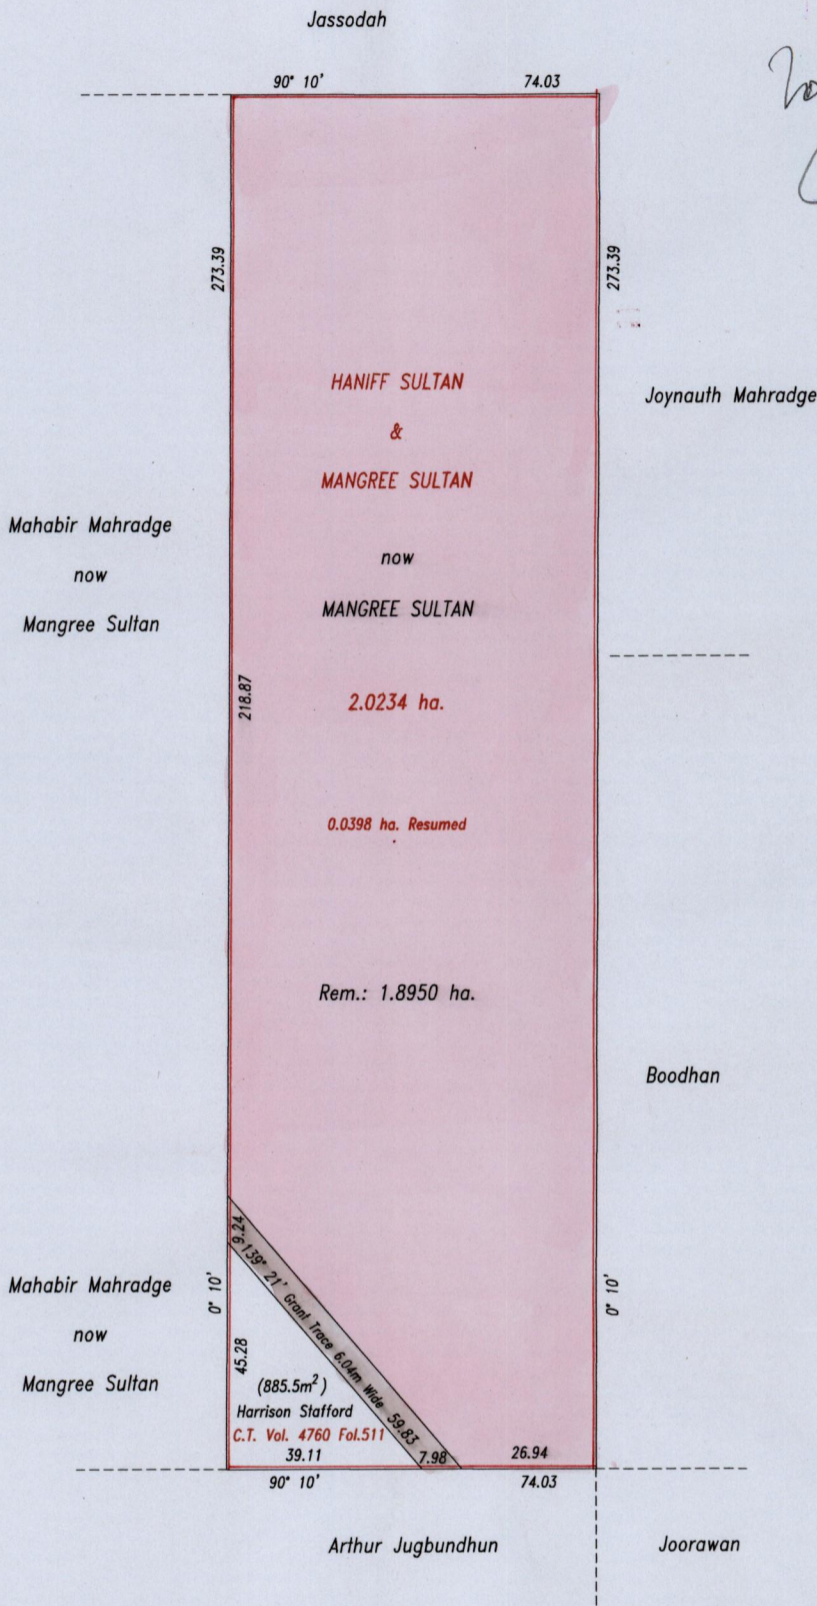 Jassodah
90° 10'
74.03
273.39
273.39
HANIFF SULTAN
&
MANGREE SULTAN
Joynauth Mahradge
Mahabir Mahradge
now
Mangree Sultan
now
MANGREE SULTAN
218.87
2.0234 ha.
0.0398 ha. Resumed
Rem.: 1.8950 ha.
Boodhan
9.24
139° 21' Grant Trace 6.04m Wide 59.83
Mahabir Mahradge
now
Mangree Sultan
0° 10'
0° 10'
45.28
(885.5m²)
Harrison Stafford
C.T. Vol. 4760 Fol.511
39.11
7.98
26.94
90° 10'
74.03
Arthur Jugbundhun
Joorawan